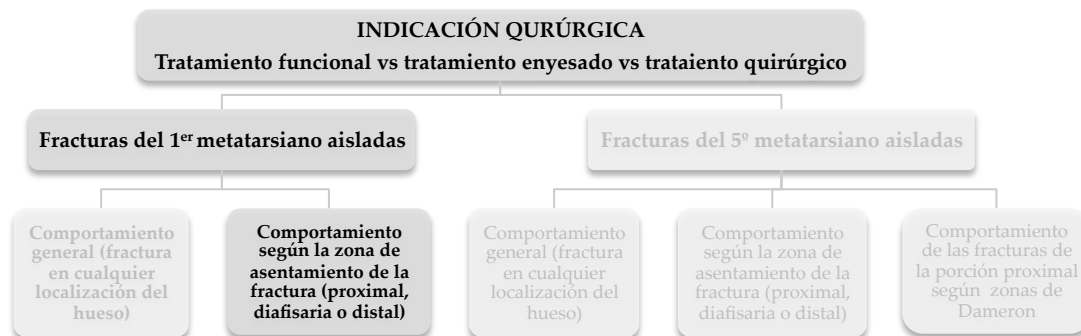 INDICACIÓN QURÚRGICA
Tratamiento funcional vs tratamiento enyesado vs trataiento quirúrgico
Fracturas del 1er metatarsiano aisladas
Fracturas del 5º metatarsiano aisladas
Comportamiento
general (fractura
en cualquier
localización del
hueso)
Comportamiento
según la zona de
asentamiento de la
fractura (proximal,
diafisaria o distal)
Comportamiento
general (fractura
en cualquier
localización del
hueso)
Comportamiento
según la zona de
asentamiento de la
fractura (proximal,
diafisaria o distal)
Comportamiento
de las fracturas de
la porción proximal
según zonas de
Dameron